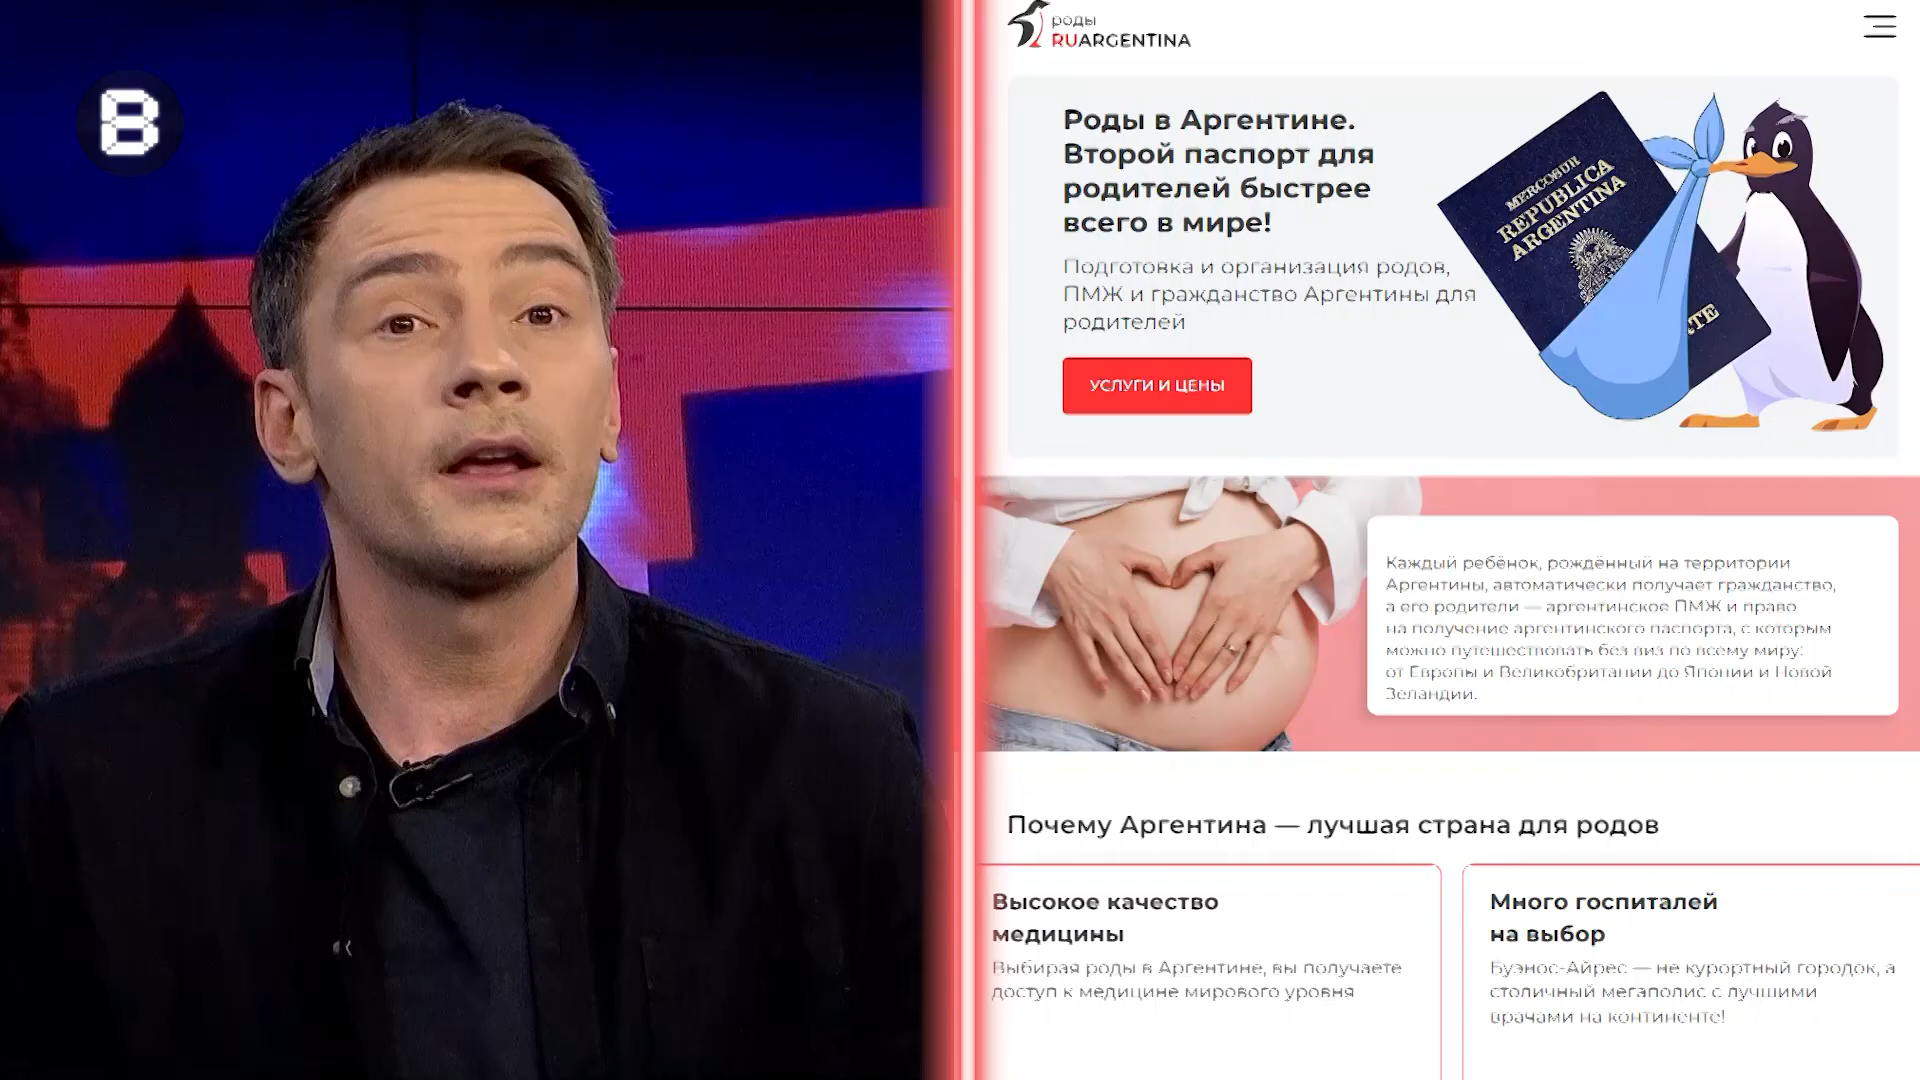 B
роды
RUARGENTINA
Роды в Аргентине.
Второй паспорт для
родителей быстрее
всего в мире!
Подготовка и организация родов,
ПМЖ и гражданство Аргентины для
родителей
УСЛУГИ И ЦЕНЫ
MERCOSUR
REPUBLICA
ARGENTINA
RTE
Каждый ребёнок, рождённый на территории
Аргентины, автоматически получает гражданство,
а его родители — аргентинское ПМЖ и право
на получение аргентинского паспорта, с которым
можно путешествовать без виз по всему миру:
от Европы и Великобритании до Японии и Новой
Зеландии.
Почему Аргентина — лучшая страна для родов
Высокое качество
медицины
Выбирая роды в Аргентине, вы получаете
доступ к медицине мирового уровня
Много госпиталей
на выбор
Буэнос-Айрес — не курортный городок, а
столичный мегаполис с лучшими
врачами на континенте!